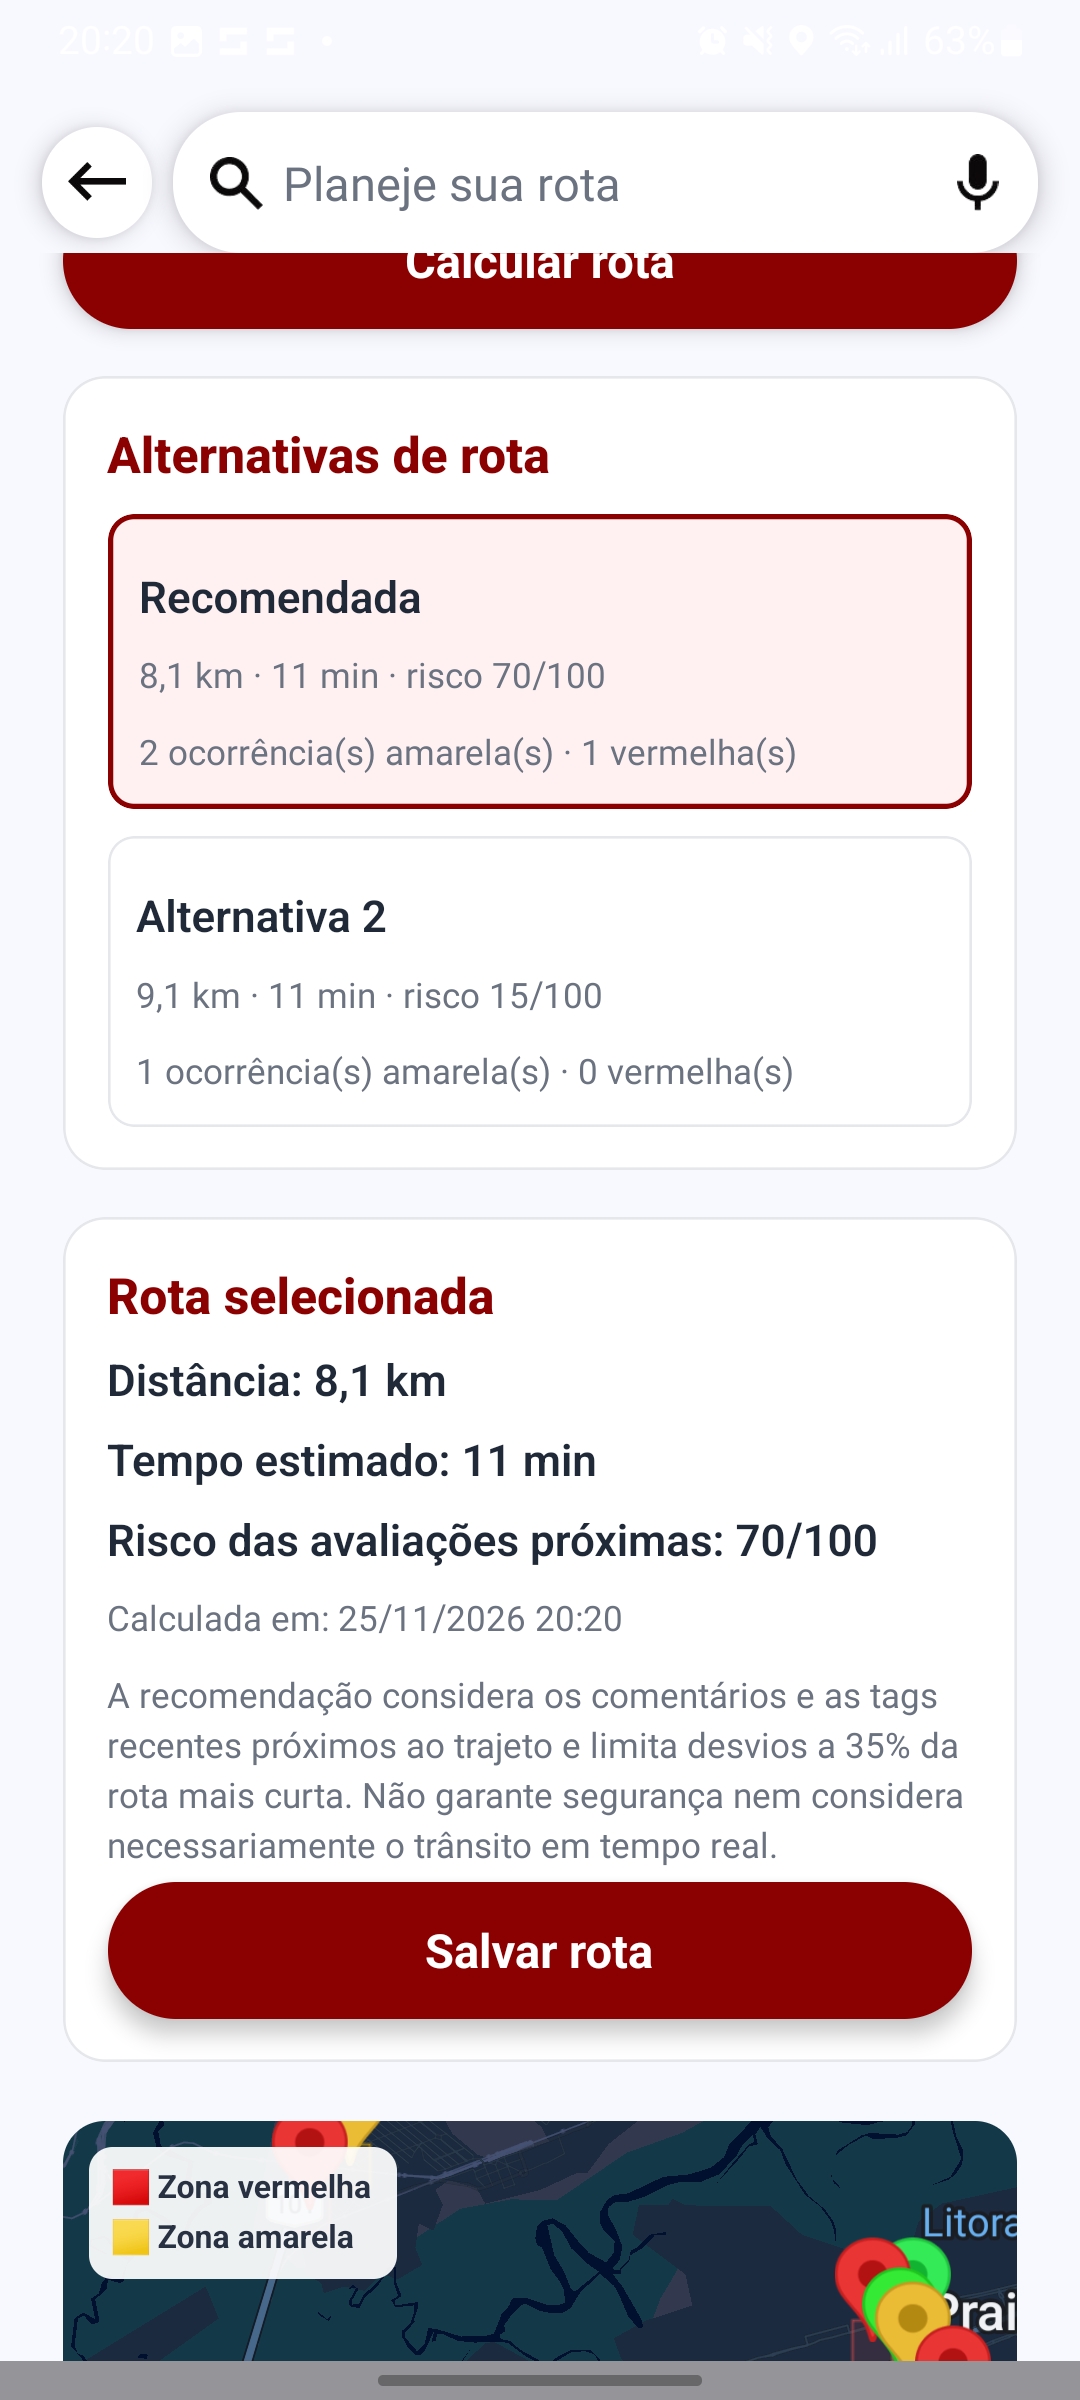 20:20 63%
Planeje sua rota
Calcular rota
Alternativas de rota
Recomendada
8,1 km · 11 min · risco 70/100
2 ocorrência(s) amarela(s) · 1 vermelha(s)
Alternativa 2
9,1 km · 11 min · risco 15/100
1 ocorrência(s) amarela(s) · 0 vermelha(s)
Rota selecionada
Distância: 8,1 km
Tempo estimado: 11 min
Risco das avaliações próximas: 70/100
Calculada em: 25/11/2026 20:20
A recomendação considera os comentários e as tags
recentes próximos ao trajeto e limita desvios a 35% da
rota mais curta. Não garante segurança nem considera
necessariamente o trânsito em tempo real.
Salvar rota
Zona vermelha
Zona amarela
Litora
Prai